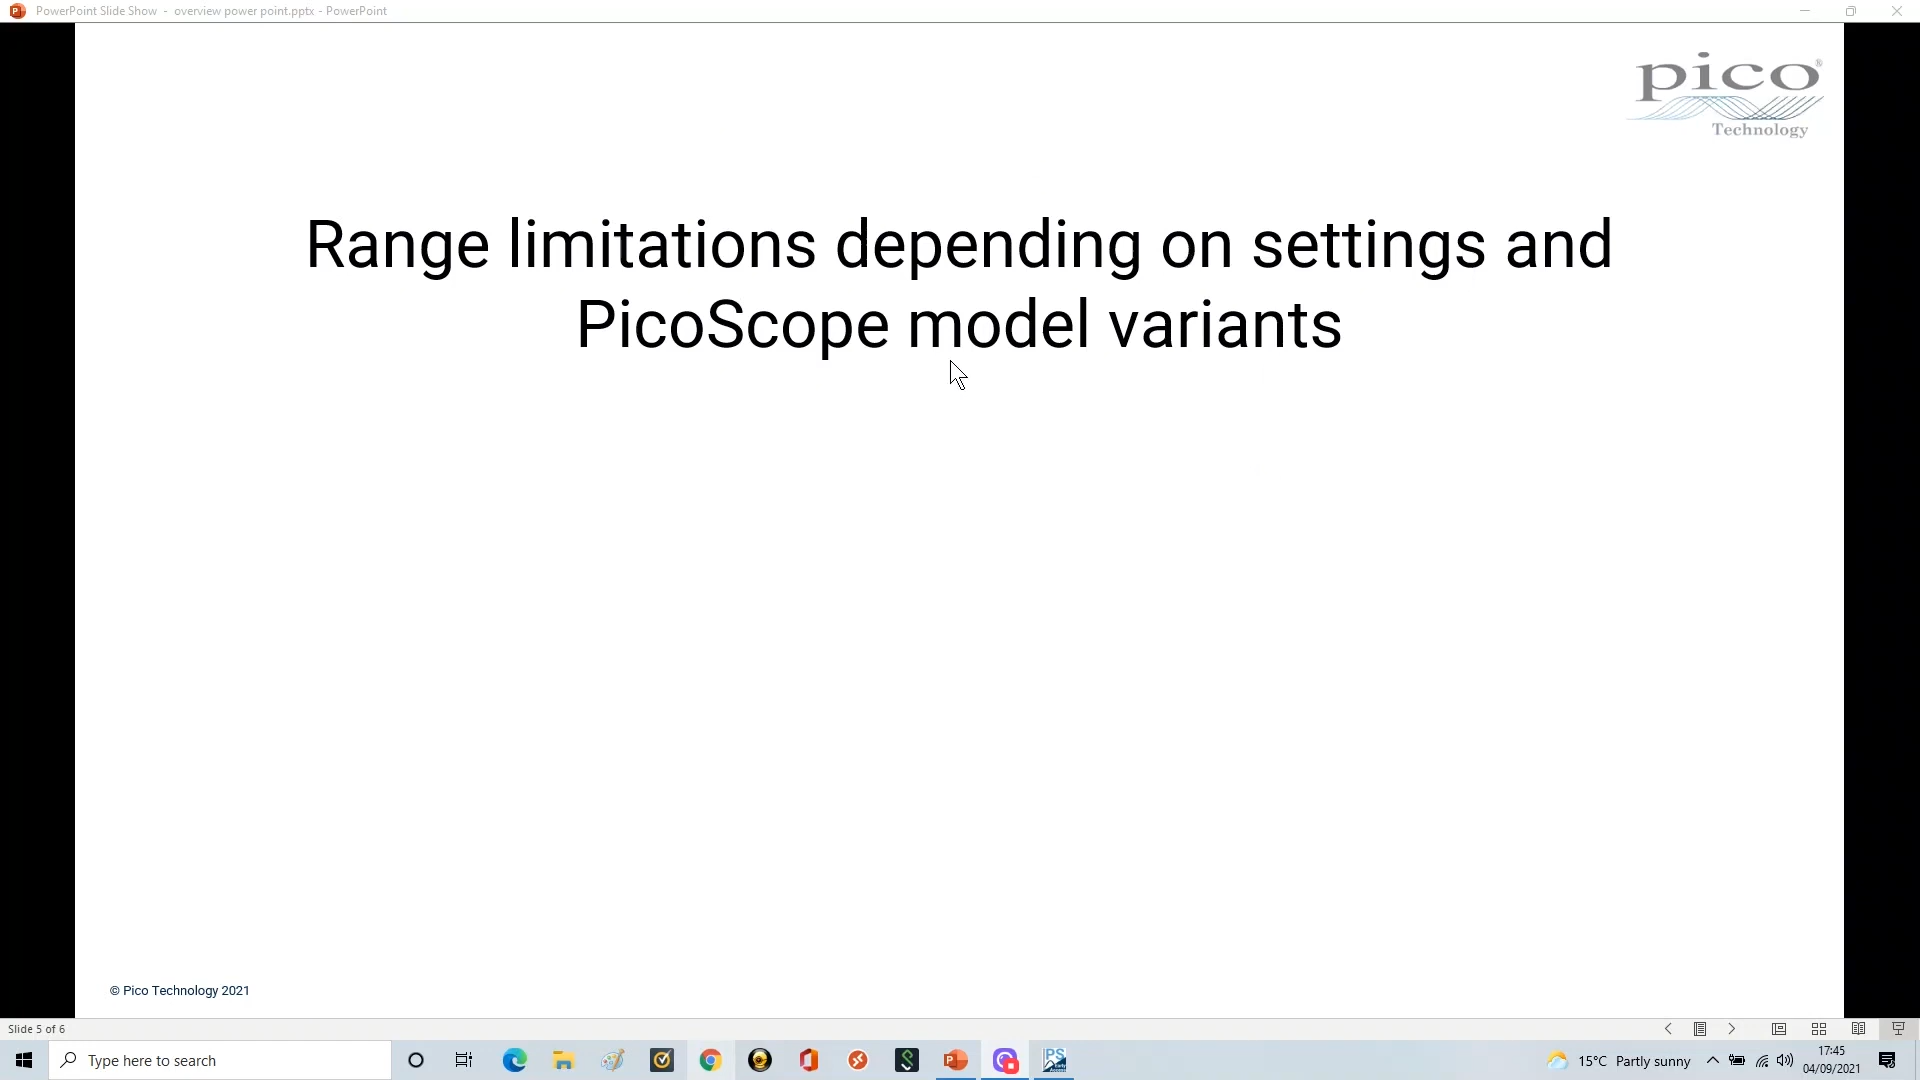 PowerPoint Slide Show - overview power point.pptx - PowerPoint
pico®
Technology
Range limitations depending on settings and
PicoScope model variants
© Pico Technology 2021
Slide 5 of 6
Type here to search
PS
15°C Partly sunny
17:45
04/09/2021